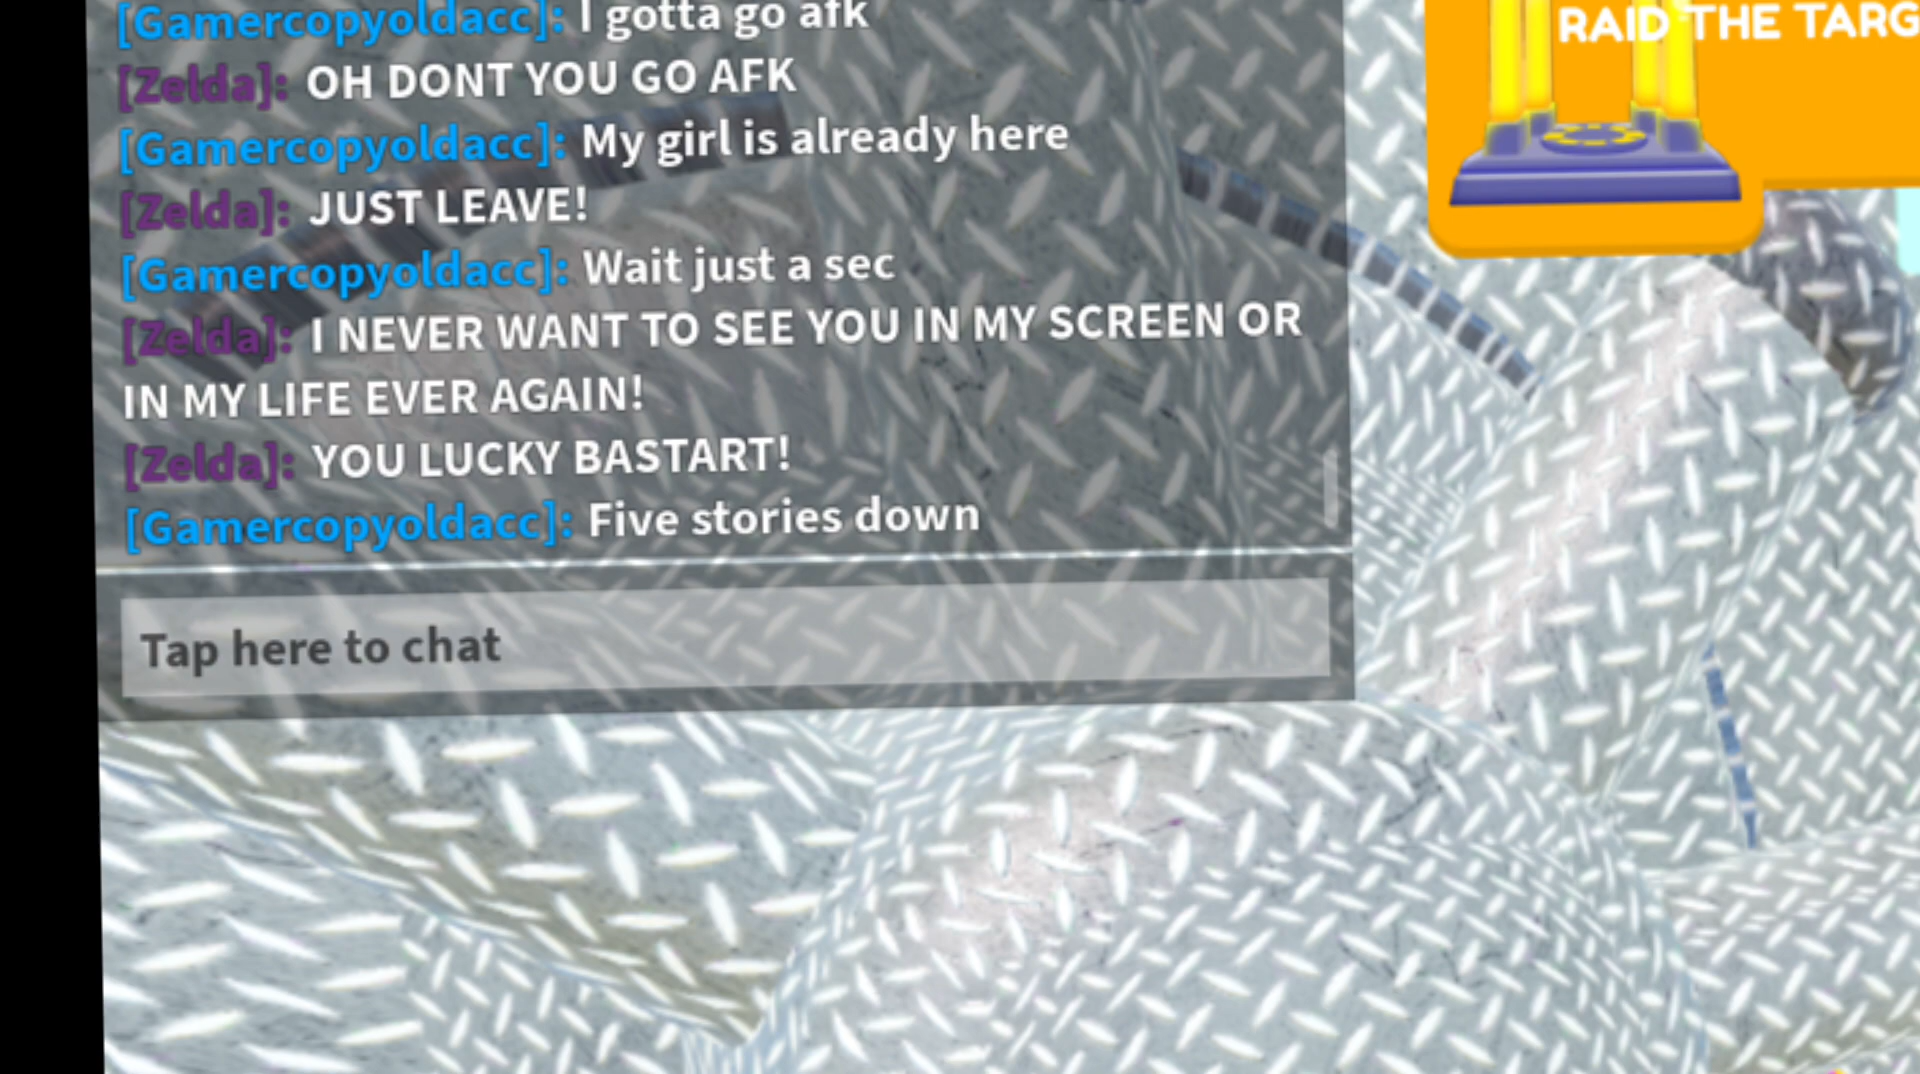 [Gamercopyoldacc]: I gotta go afk
RAID THE TARG
[Zelda]: OH DONT YOU GO AFK
[Gamercopyoldacc]: My girl is already here
[Zelda]: JUST LEAVE!
[Gamercopyoldacc]: Wait just a sec
[Zelda]: I NEVER WANT TO SEE YOU IN MY SCREEN OR
IN MY LIFE EVER AGAIN!
[Zelda]: YOU LUCKY BASTART!
[Gamercopyoldacc]: Five stories down
Tap here to chat